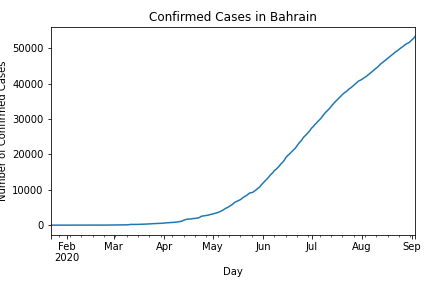 Confirmed Cases in Bahrain
Number of Confirmed Cases
50000
40000
30000
20000
10000
0
Feb Mar Apr May Jun Jul Aug Sep
2020
Day